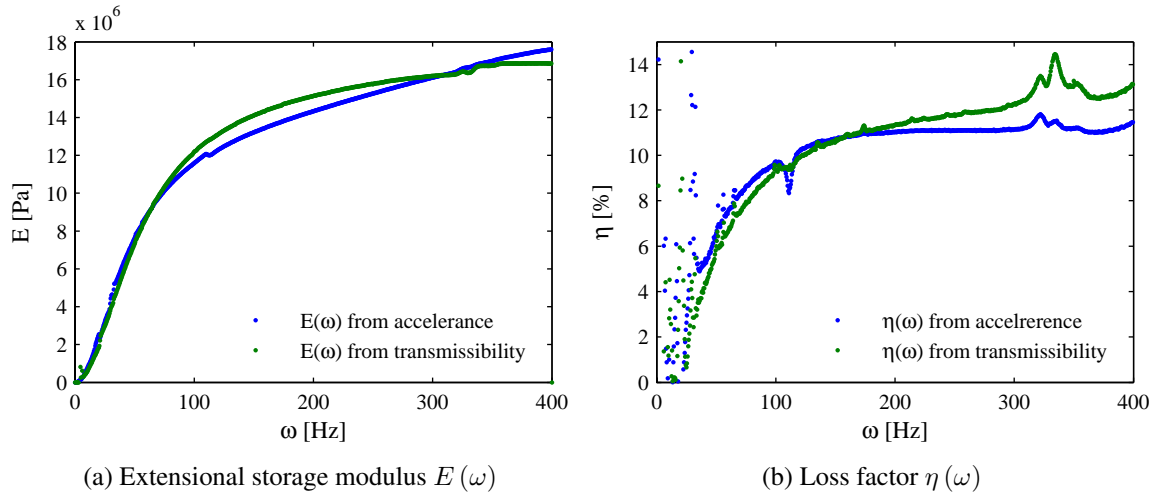 x 10⁶
18
16
14
12
10
8
6
4
2
0
E [Pa]
0 100 200 300 400
ω [Hz]
E(ω) from accelerance
E(ω) from transmissibility
(a) Extensional storage modulus E (ω)
14
12
10
8
6
4
2
0
η [%]
0 100 200 300 400
ω [Hz]
η(ω) from accelrerence
η(ω) from transmissibility
(b) Loss factor η (ω)